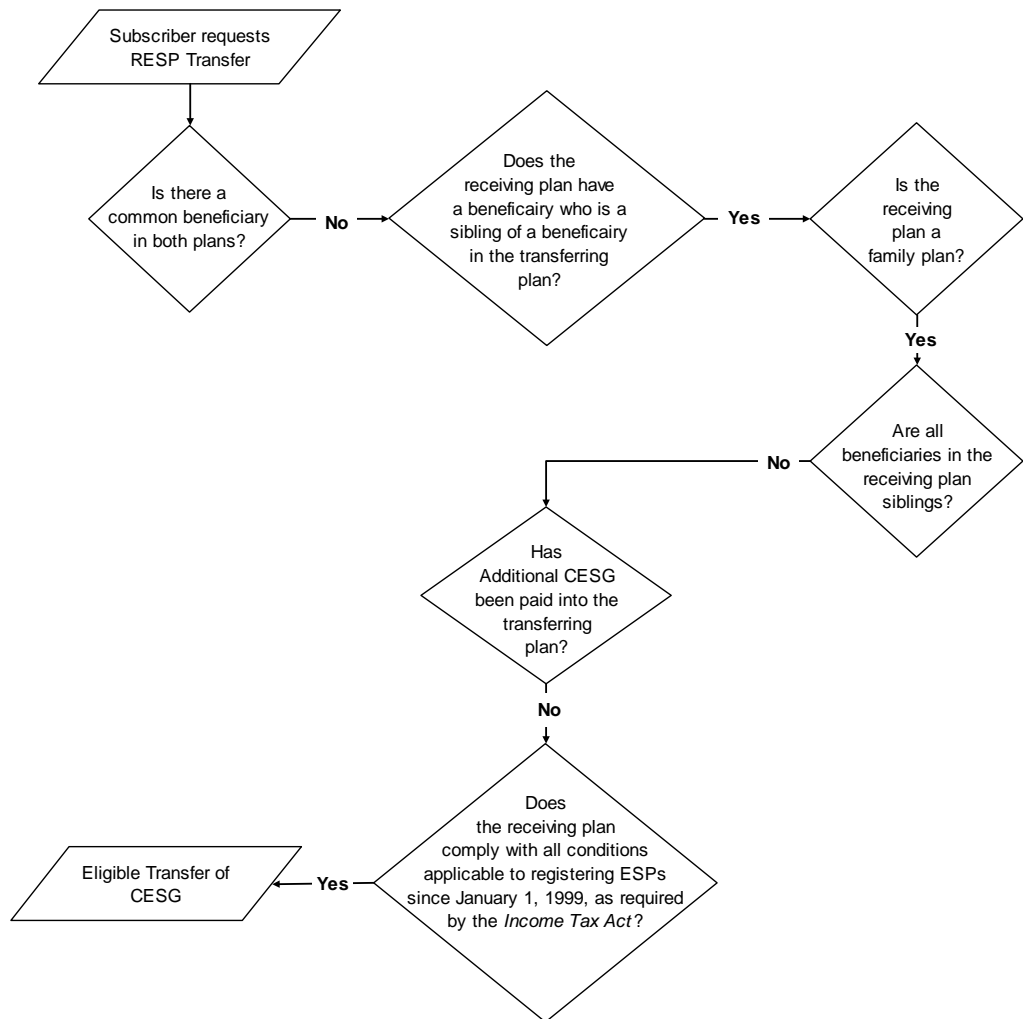 Subscriber requests
RESP Transfer
Is there a
common beneficiary
in both plans?
No
Does the
receiving plan have
a beneficairy who is a
sibling of a beneficairy
in the transferring
plan?
Yes
Is the
receiving
plan a
family plan?
Yes
Are all
beneficiaries in the
receiving plan
siblings?
No
Has
Additional CESG
been paid into the
transferring
plan?
No
Does
the receiving plan
comply with all conditions
applicable to registering ESPs
since January 1, 1999, as required
by the Income Tax Act?
Yes
Eligible Transfer of
CESG